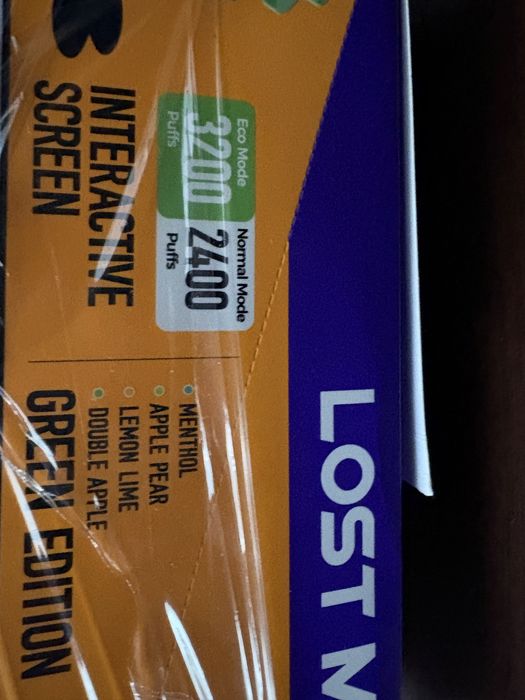 LOST M
Eco Mode
3200
Puffs
Normal Mode
2400
Puffs
INTERACTIVE
SCREEN
MENTHOL
APPLE PEAR
LEMON LIME
DOUBLE APPLE
GREEN EDITION